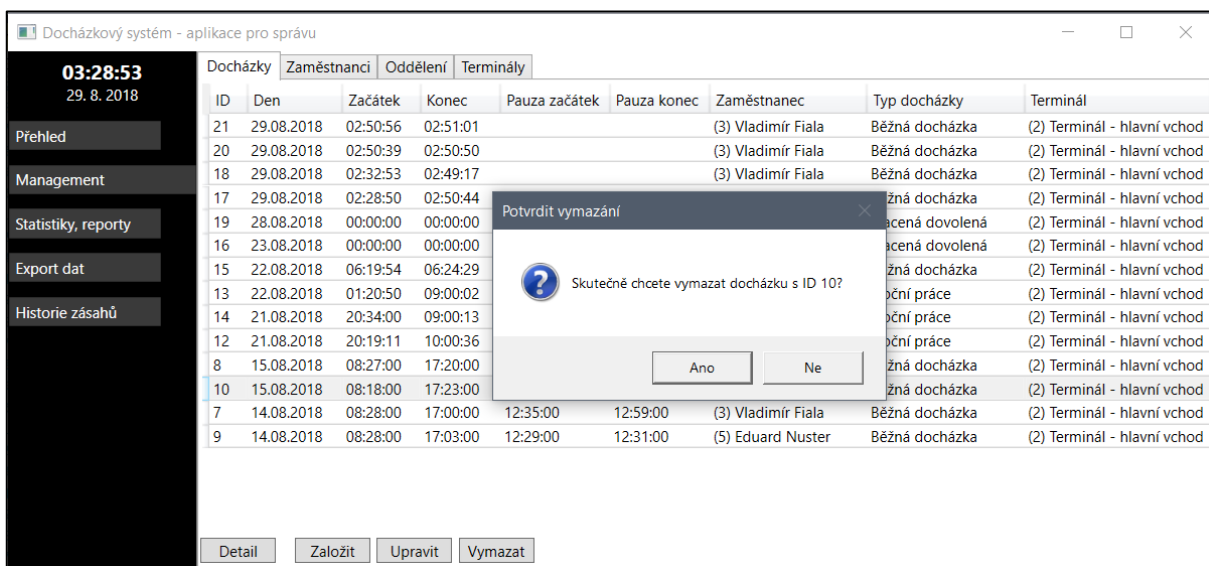 Docházkový systém - aplikace pro správu
03:28:53
29. 8. 2018
Přehled
Management
Statistiky, reporty
Export dat
Historie zásahů
Docházky Zaměstnanci Oddělení Terminály
ID Den Začátek Konec Pauza začátek Pauza konec Zaměstnanec Typ docházky Terminál
21 29.08.2018 02:50:56 02:51:01 (3) Vladimír Fiala Běžná docházka (2) Terminál - hlavní vchod
20 29.08.2018 02:50:39 02:50:50 (3) Vladimír Fiala Běžná docházka (2) Terminál - hlavní vchod
18 29.08.2018 02:32:53 02:49:17 (3) Vladimír Fiala Běžná docházka (2) Terminál - hlavní vchod
17 29.08.2018 02:28:50 02:50:44 docházka (2) Terminál - hlavní vchod
19 28.08.2018 00:00:00 00:00:00 dovolená (2) Terminál - hlavní vchod
16 23.08.2018 00:00:00 00:00:00 dovolená (2) Terminál - hlavní vchod
15 22.08.2018 06:19:54 06:24:29 docházka (2) Terminál - hlavní vchod
13 22.08.2018 01:20:50 09:00:02 práce (2) Terminál - hlavní vchod
14 21.08.2018 20:34:00 09:00:13 práce (2) Terminál - hlavní vchod
12 21.08.2018 20:19:11 10:00:36 práce (2) Terminál - hlavní vchod
8 15.08.2018 08:27:00 17:20:00 docházka (2) Terminál - hlavní vchod
10 15.08.2018 08:18:00 17:23:00 docházka (2) Terminál - hlavní vchod
7 14.08.2018 08:28:00 17:00:00 12:35:00 12:59:00 (3) Vladimír Fiala Běžná docházka (2) Terminál - hlavní vchod
9 14.08.2018 08:28:00 17:03:00 12:29:00 12:31:00 (5) Eduard Nuster Běžná docházka (2) Terminál - hlavní vchod
Potvrdit vymazání
Skutečně chcete vymazat docházku s ID 10?
Ano Ne
Detail Založit Upravit Vymazat